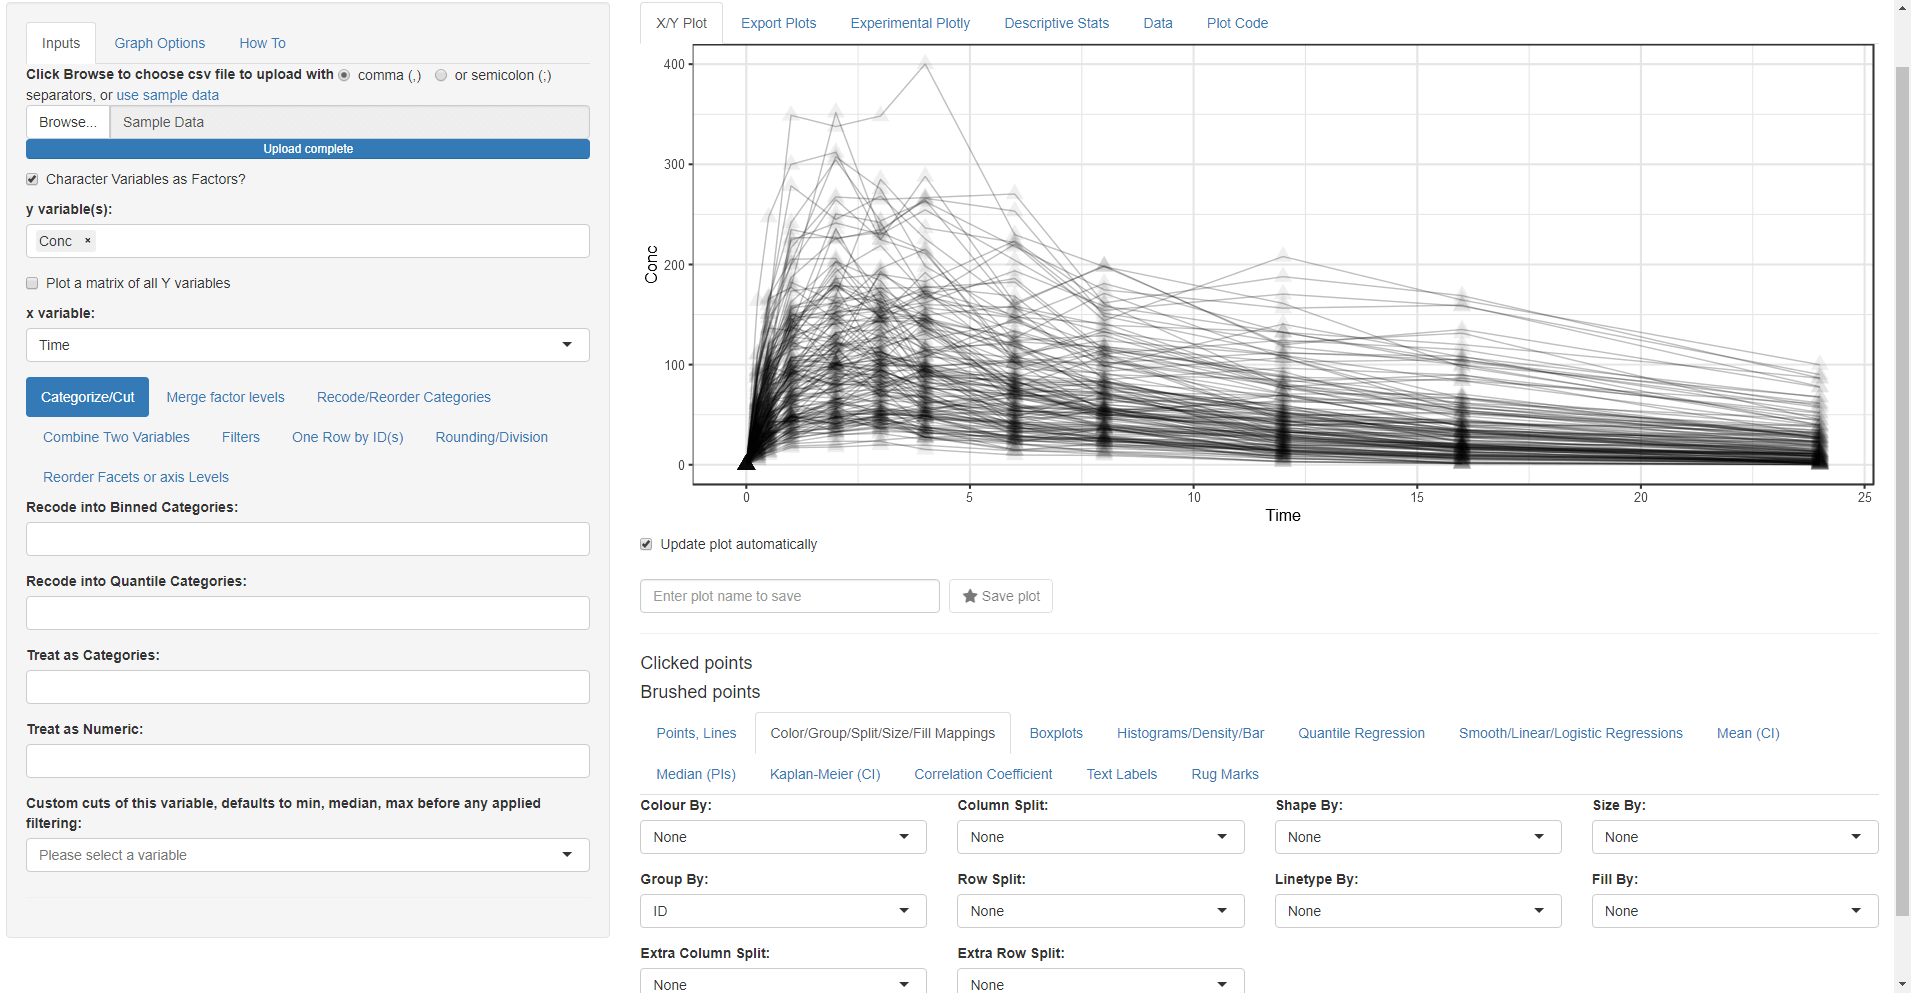 Inputs
Graph Options
How To
Click Browse to choose csv file to upload with comma (,) or semicolon (;)
separators, or use sample data
Browse... Sample Data
Upload complete
Character Variables as Factors?
y variable(s):
Conc ×
Plot a matrix of all Y variables
x variable:
Time
Categorize/Cut Merge factor levels Recode/Reorder Categories
Combine Two Variables Filters One Row by ID(s) Rounding/Division
Reorder Facets or axis Levels
Recode into Binned Categories:
Recode into Quantile Categories:
Treat as Categories:
Treat as Numeric:
Custom cuts of this variable, defaults to min, median, max before any applied
filtering:
Please select a variable
X/Y Plot Export Plots Experimental Plotly Descriptive Stats Data Plot Code
400
300
200
100
0
Conc
0 5 10 15 20 25
Time
Update plot automatically
Enter plot name to save Save plot
Clicked points
Brushed points
Points, Lines Color/Group/Split/Size/Fill Mappings Boxplots Histograms/Density/Bar Quantile Regression Smooth/Linear/Logistic Regressions Mean (CI)
Median (PIs) Kaplan-Meier (CI) Correlation Coefficient Text Labels Rug Marks
Colour By: Column Split: Shape By: Size By:
None None None None
Group By: Row Split: Linetype By: Fill By:
ID None None None
Extra Column Split: Extra Row Split:
None None